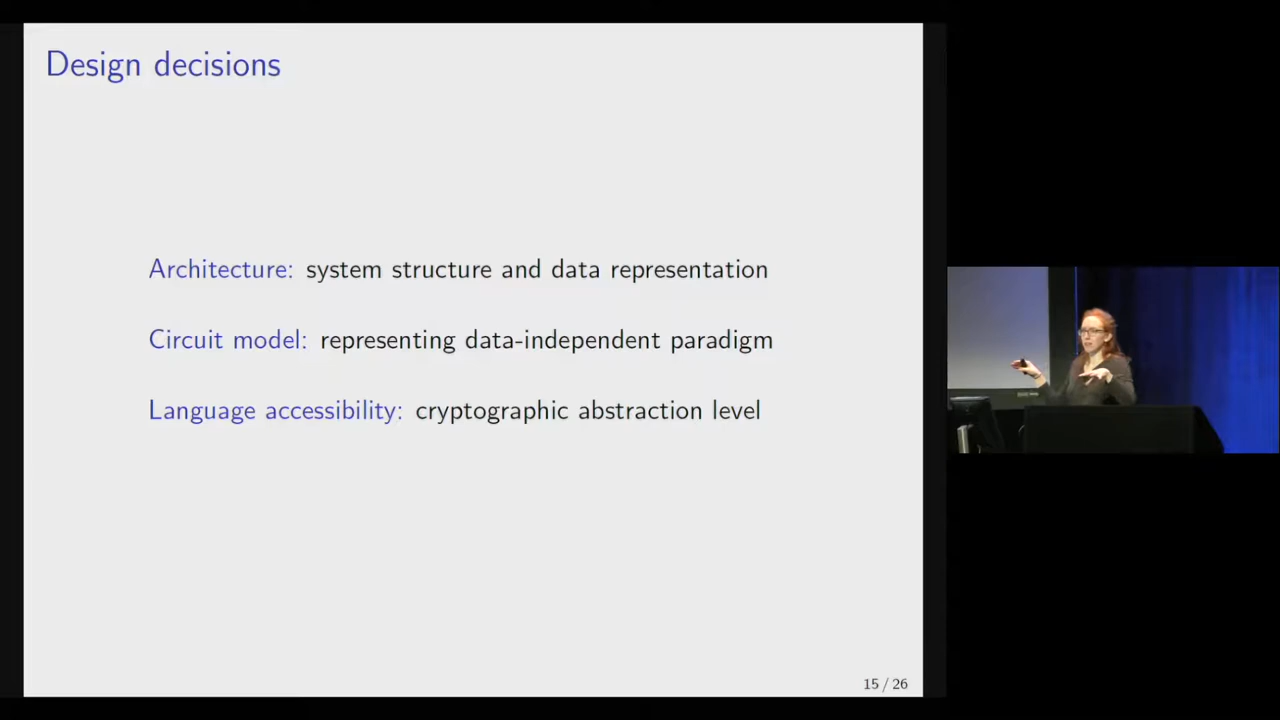 Design decisions
Architecture: system structure and data representation
Circuit model: representing data-independent paradigm
Language accessibility: cryptographic abstraction level
15 / 26